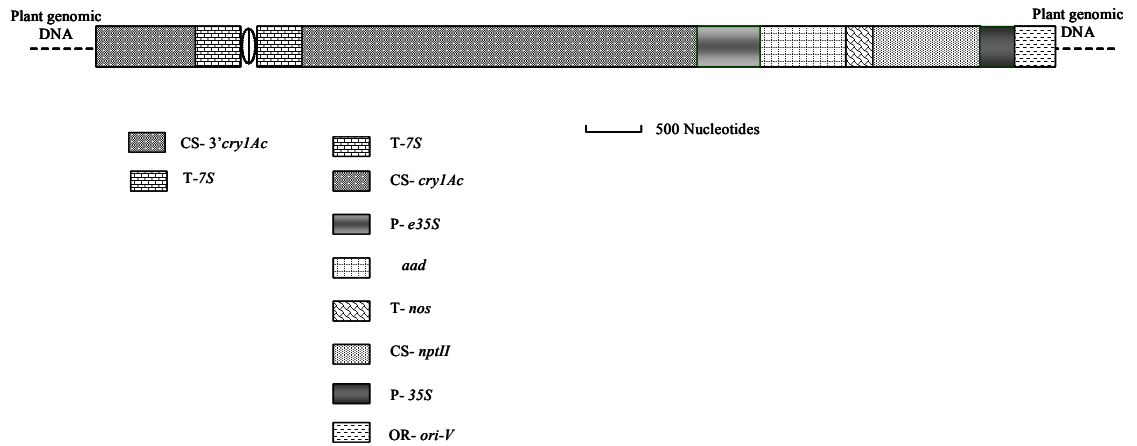 Plant genomic
DNA
Plant genomic
DNA
500 Nucleotides
CS- 3’cry1Ac
T-7S
T-7S
CS- cry1Ac
P- e35S
aad
T- nos
CS- nptII
P- 35S
OR- ori-V